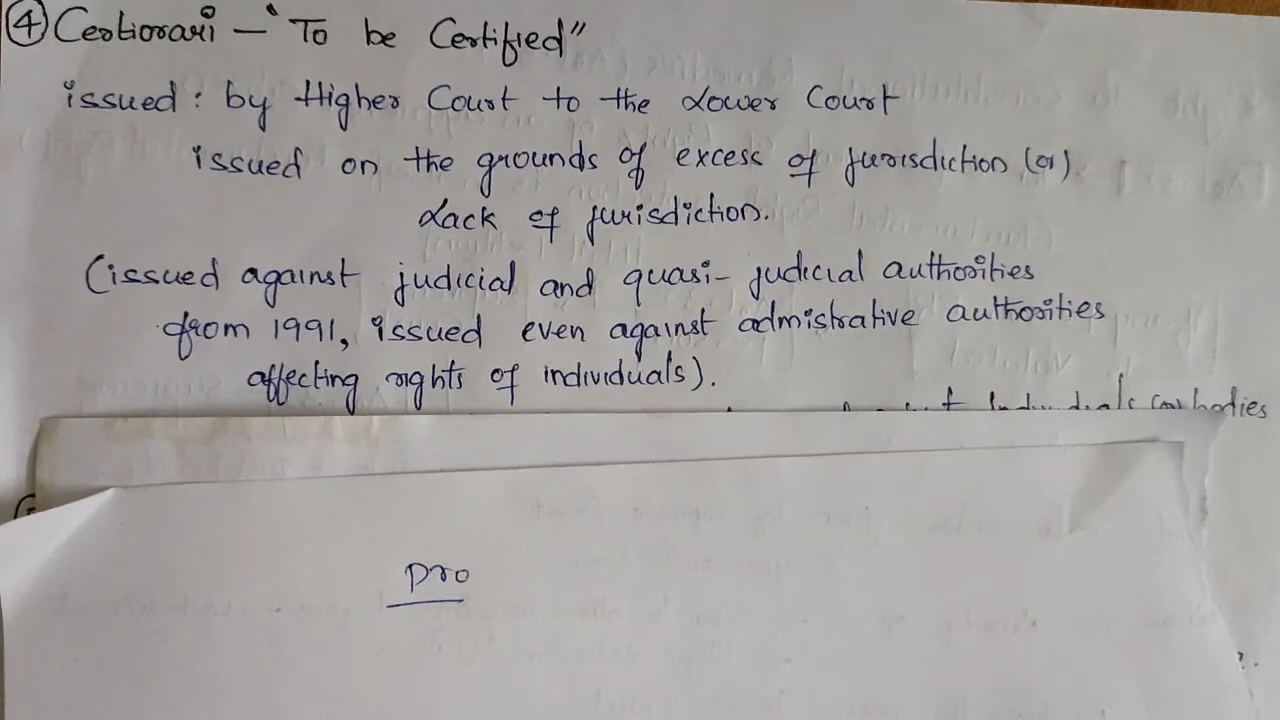 ④ Certiorari – "To be Certified"
issued: by Higher Court to the Lower Court
issued on the grounds of excess of jurisdiction (or)
Lack of jurisdiction.
(issued against judicial and quasi-judicial authorities
from 1991, issued even against admistrative authorities
affecting rights of individuals).
bodies
pro